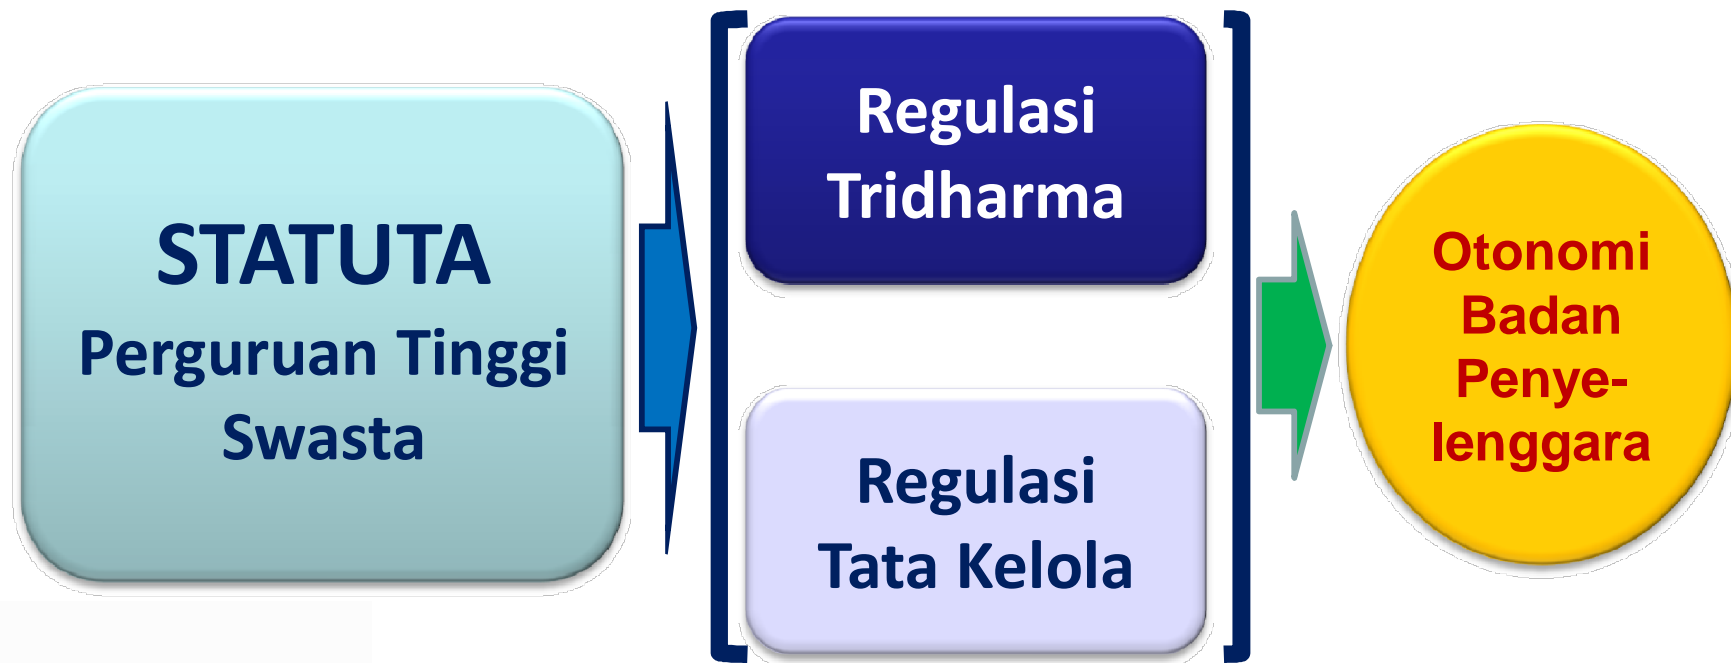 STATUTA
Perguruan Tinggi
Swasta
Regulasi
Tridharma
Regulasi
Tata Kelola
Otonomi
Badan
Penye-
lenggara